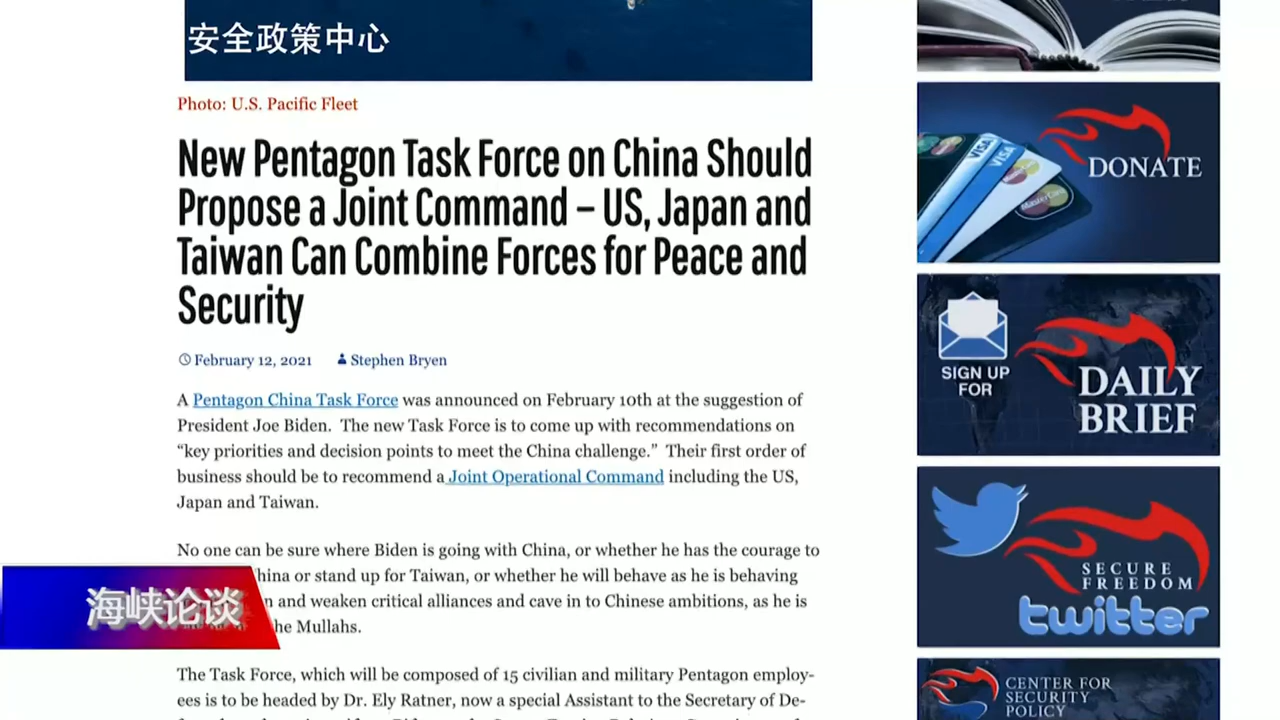 安全政策中心
Photo: U.S. Pacific Fleet
New Pentagon Task Force on China Should
Propose a Joint Command – US, Japan and
Taiwan Can Combine Forces for Peace and
Security
February 12, 2021 Stephen Bryen
A Pentagon China Task Force was announced on February 10th at the suggestion of
President Joe Biden. The new Task Force is to come up with recommendations on
“key priorities and decision points to meet the China challenge.” Their first order of
business should be to recommend a Joint Operational Command including the US,
Japan and Taiwan.
No one can be sure where Biden is going with China, or whether he has the courage to
hina or stand up for Taiwan, or whether he will behave as he is behaving
n and weaken critical alliances and cave in to Chinese ambitions, as he is
he Mullahs.
The Task Force, which will be composed of 15 civilian and military Pentagon employ-
ees is to be headed by Dr. Ely Ratner, now a special Assistant to the Secretary of De-
海峡论谈
DONATE
VISA
VISA
MasterCard
SIGN UP
FOR
DAILY
BRIEF
SECURE
FREEDOM
twitter
CENTER FOR
SECURITY
POLICY